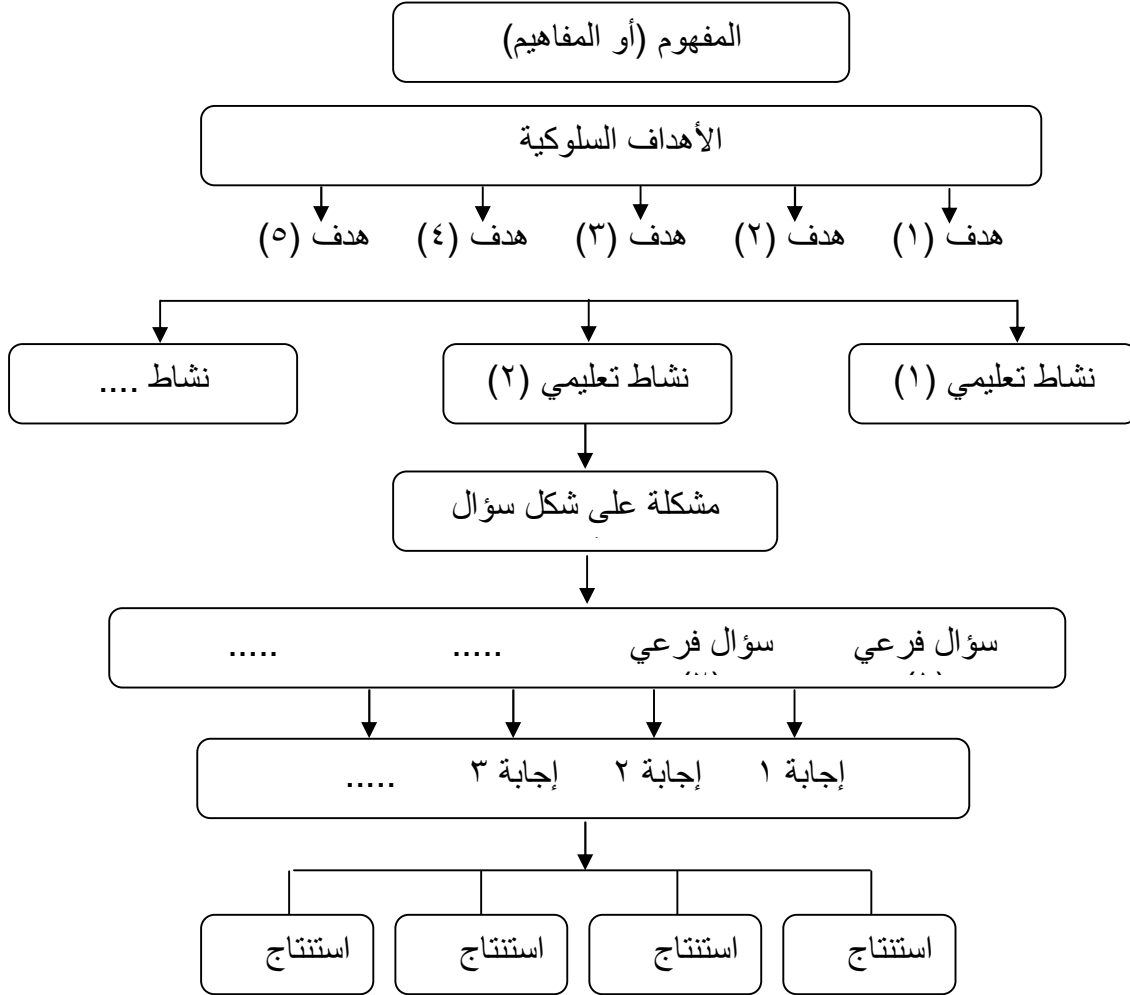 المفهوم (أو المفاهيم)
الأهداف السلوكية
هدف (١) هدف (٢) هدف (٣) هدف (٤) هدف (٥)
نشاط تعليمي (١) نشاط تعليمي (٢) نشاط ....
مشكلة على شكل سؤال
سؤال فرعي سؤال فرعي ..... .....
إجابة ١ إجابة ٢ إجابة ٣ .....
استنتاج استنتاج استنتاج استنتاج